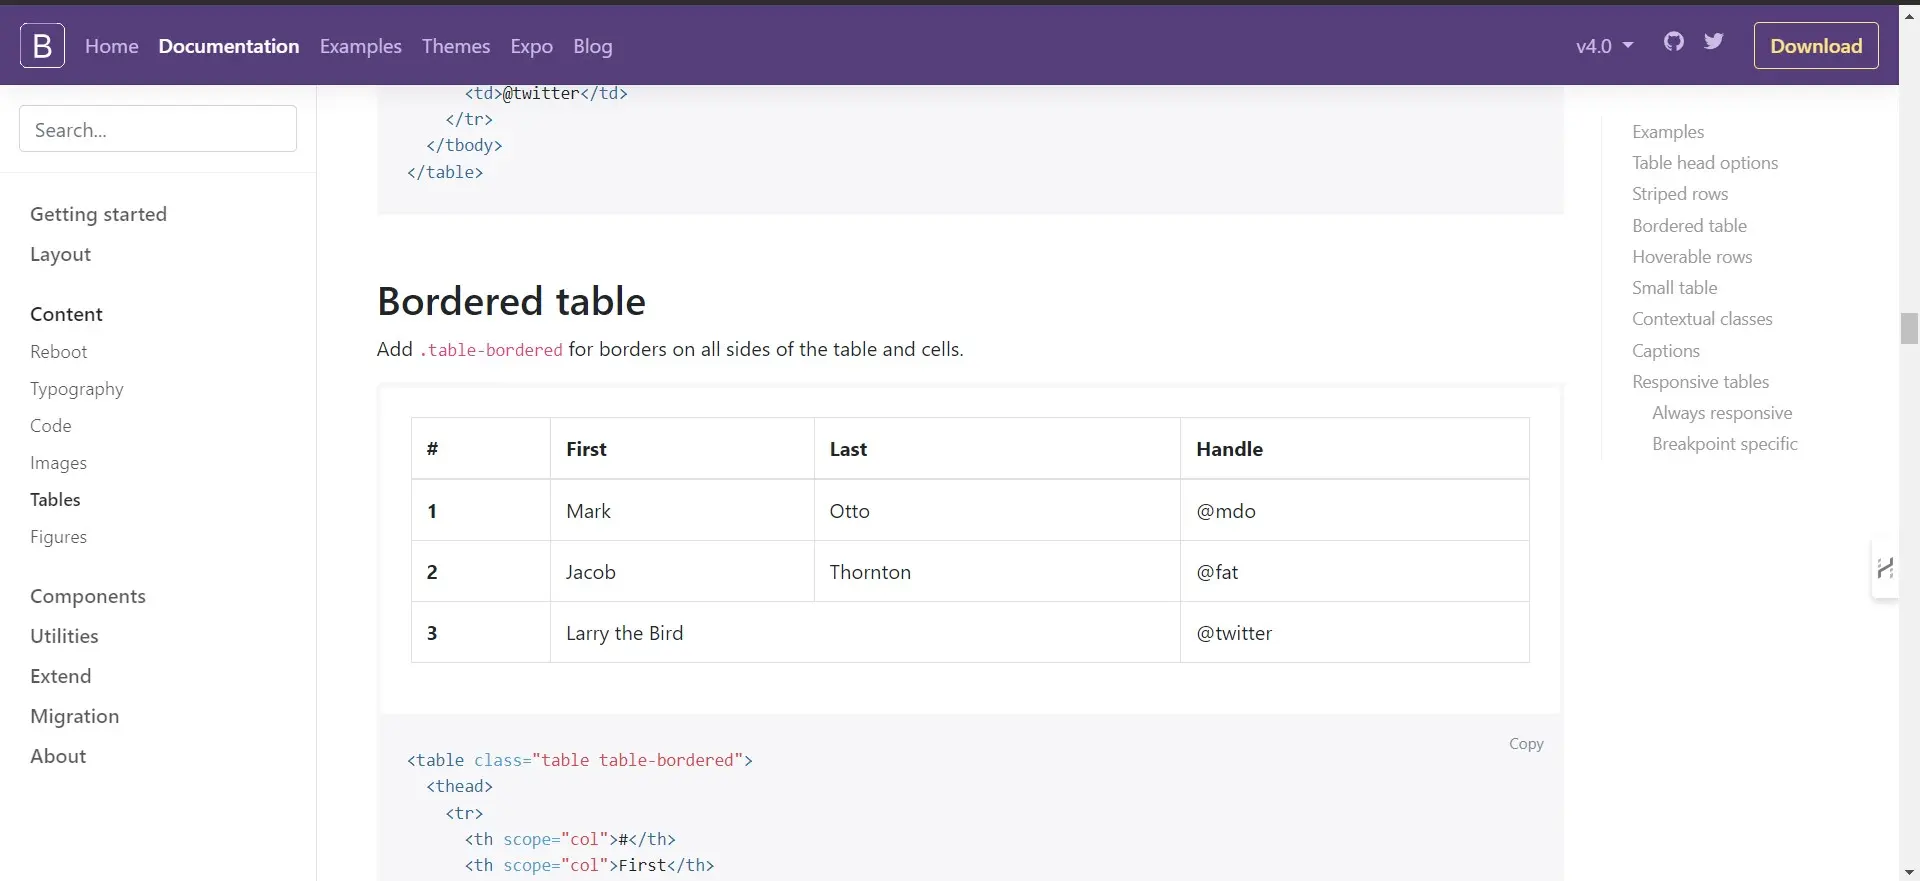 B Home Documentation Examples Themes Expo Blog v4.0 Download
Search...
Getting started
Layout
Content
Reboot
Typography
Code
Images
Tables
Figures
Components
Utilities
Extend
Migration
About
<td>@twitter</td>
</tr>
</tbody>
</table>
Bordered table
Add .table-bordered for borders on all sides of the table and cells.
# First Last Handle
1 Mark Otto @mdo
2 Jacob Thornton @fat
3 Larry the Bird @twitter
Copy
<table class="table table-bordered">
<thead>
<tr>
<th scope="col">#</th>
<th scope="col">First</th>
Examples
Table head options
Striped rows
Bordered table
Hoverable rows
Small table
Contextual classes
Captions
Responsive tables
Always responsive
Breakpoint specific